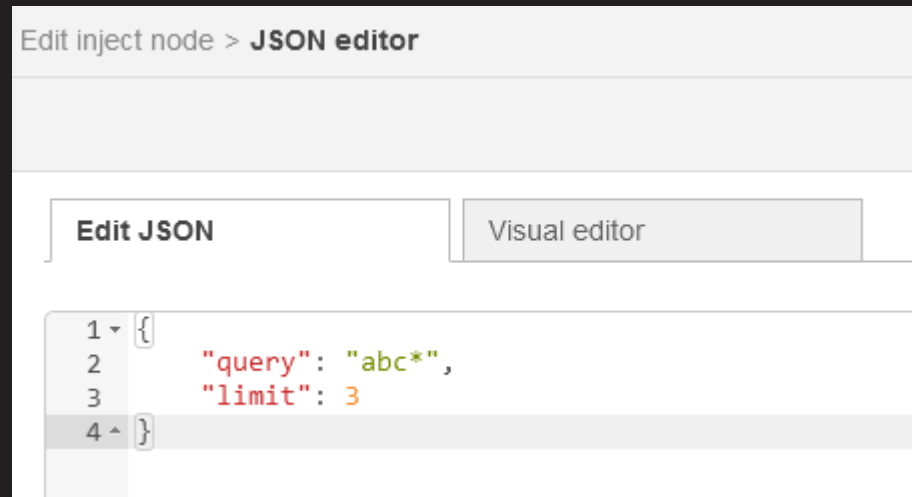 Edit inject node > JSON editor
Edit JSON
Visual editor
1 {
2 "query": "abc*",
3 "limit": 3
4 }